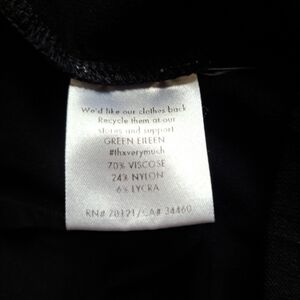 We'd like our clothes back
Recycle them at our
stores and support
GREEN EILEEN
#thxverymuch
70% VISCOSE
24% NYLON
6% LYCRA
RN# 70121/CA# 34460